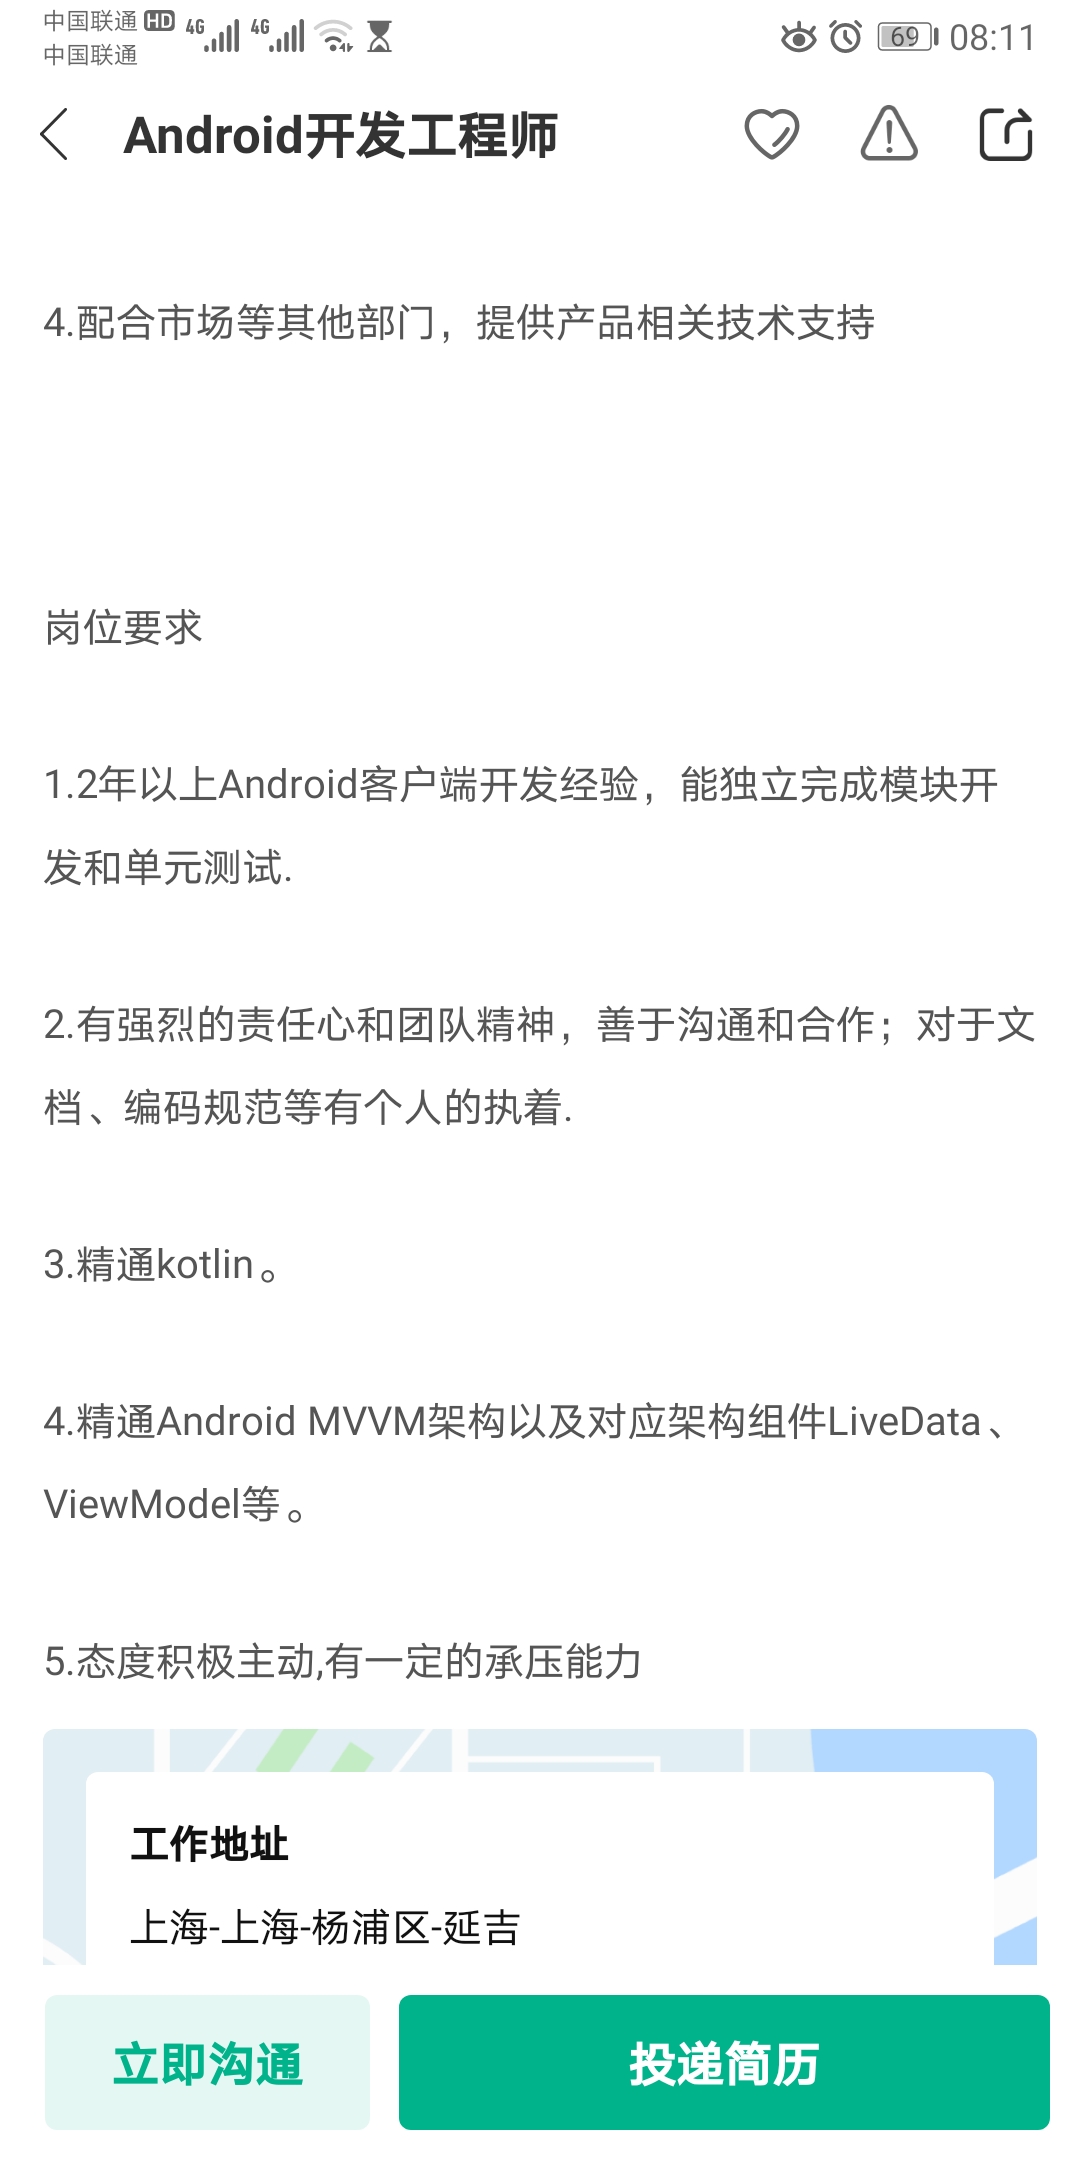 中国联通 HD 4G 4G 69 08:11
中国联通
Android开发工程师
4.配合市场等其他部门，提供产品相关技术支持
岗位要求
1.2年以上Android客户端开发经验，能独立完成模块开
发和单元测试.
2.有强烈的责任心和团队精神，善于沟通和合作；对于文
档、编码规范等有个人的执着.
3.精通kotlin。
4.精通Android MVVM架构以及对应架构组件LiveData、
ViewModel等。
5.态度积极主动,有一定的承压能力
工作地址
上海-上海-杨浦区-延吉
立即沟通 投递简历